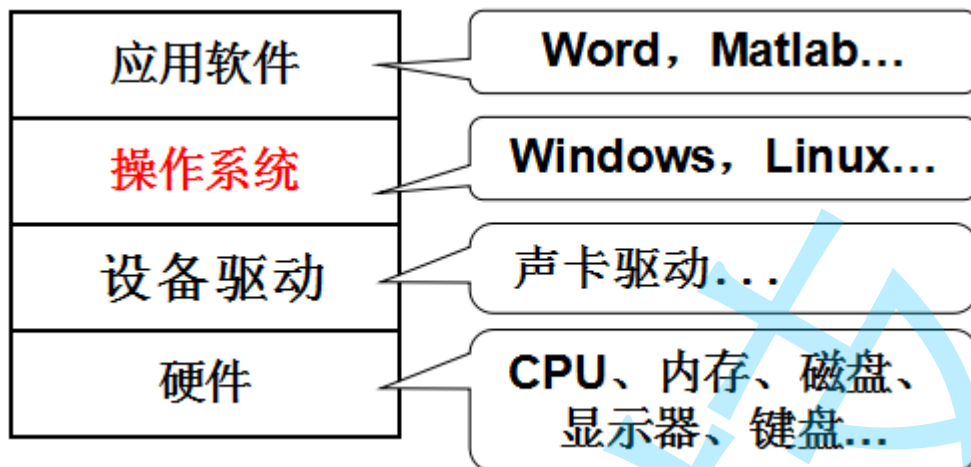 应用软件
Word，Matlab...
操作系统
Windows，Linux...
设备驱动
声卡驱动...
硬件
CPU、内存、磁盘、
显示器、键盘...